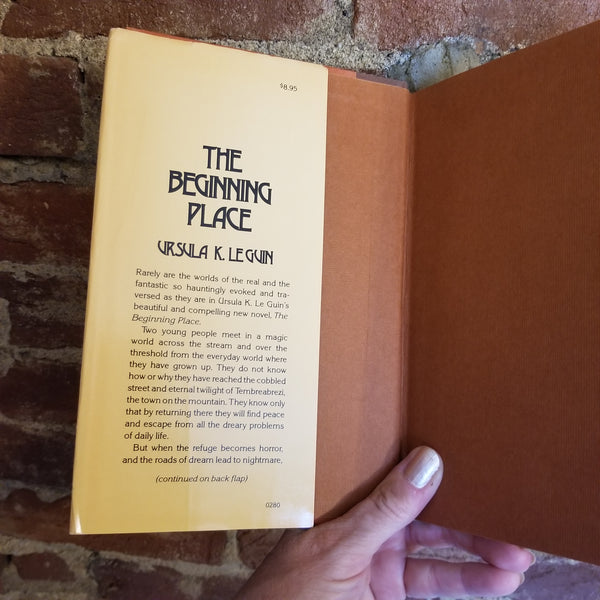 $8.95
THE
BEGINNING
PLACE
URSULA K. LE GUIN
Rarely are the worlds of the real and the
fantastic so hauntingly evoked and tra-
versed as they are in Ursula K. Le Guin's
beautiful and compelling new novel, The
Beginning Place.
Two young people meet in a magic
world across the stream and over the
threshold from the everyday world where
they have grown up. They do not know
how or why they have reached the cobbled
street and eternal twilight of Tembreabrezi,
the town on the mountain. They know only
that by returning there they will find peace
and escape from all the dreary problems
of daily life.
But when the refuge becomes horror,
and the roads of dream lead to nightmare,
(continued on back flap)
0280